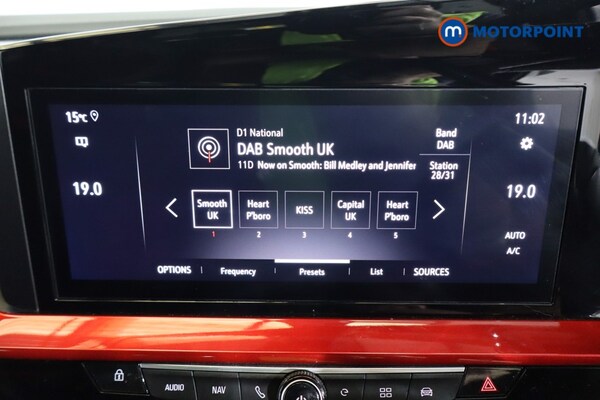 m MOTORPOINT
15°C
11:02
D1 National
DAB Smooth UK
11D Now on Smooth: Bill Medley and Jennifer
Band
DAB
Station
28/31
19.0
19.0
Smooth UK
Heart P'boro
KISS
Capital UK
Heart P'boro
1 2 3 4 5
AUTO
A/C
OPTIONS Frequency Presets List SOURCES
AUDIO NAV